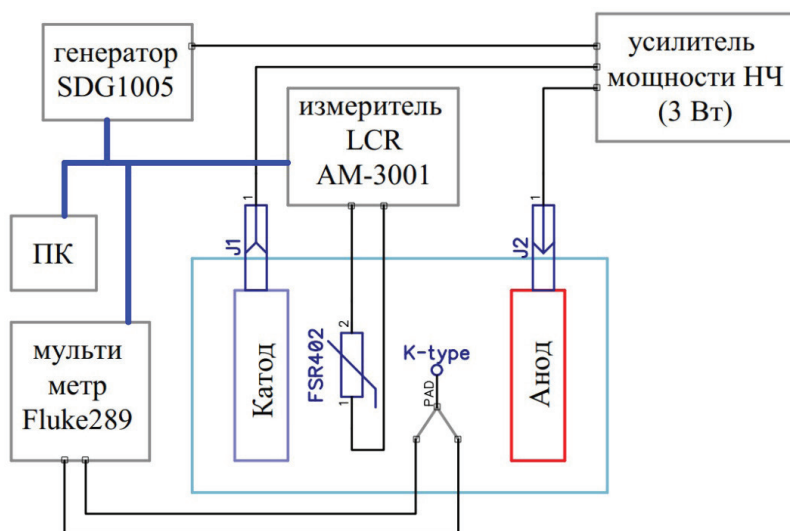 генератор
SDG1005
усилитель
мощности НЧ
(3 Вт)
измеритель
LCR
AM-3001
ПК
J1
1
J2
1
мульти
метр
Fluke289
Катод
FSR402
2
1
K-type
PAD
Анод